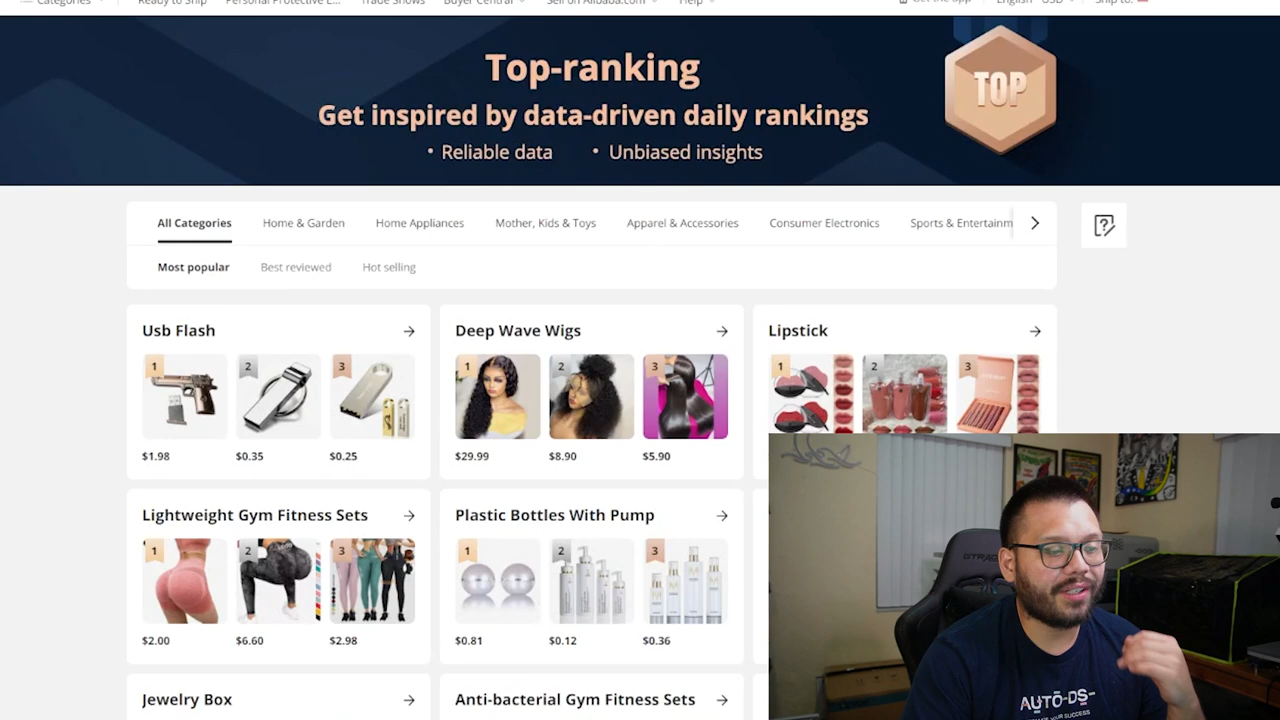 Categories
Ready to Ship
Personal Protective E...
Trade Shows
Buyer Central
Sell on Alibaba.com
Help
Get the app
English - USD
Ship to:
Top-ranking
TOP
Get inspired by data-driven daily rankings
• Reliable data • Unbiased insights
All Categories
Home & Garden
Home Appliances
Mother, Kids & Toys
Apparel & Accessories
Consumer Electronics
Sports & Entertainm
Most popular
Best reviewed
Hot selling
Usb Flash
1
2
3
$1.98
$0.35
$0.25
Deep Wave Wigs
1
2
3
$29.99
$8.90
$5.90
Lipstick
1
2
3
Lightweight Gym Fitness Sets
1
2
3
$2.00
$6.60
$2.98
Plastic Bottles With Pump
1
2
3
$0.81
$0.12
$0.36
Jewelry Box
Anti-bacterial Gym Fitness Sets
AUTO-DS-
YOUR SUCCESS